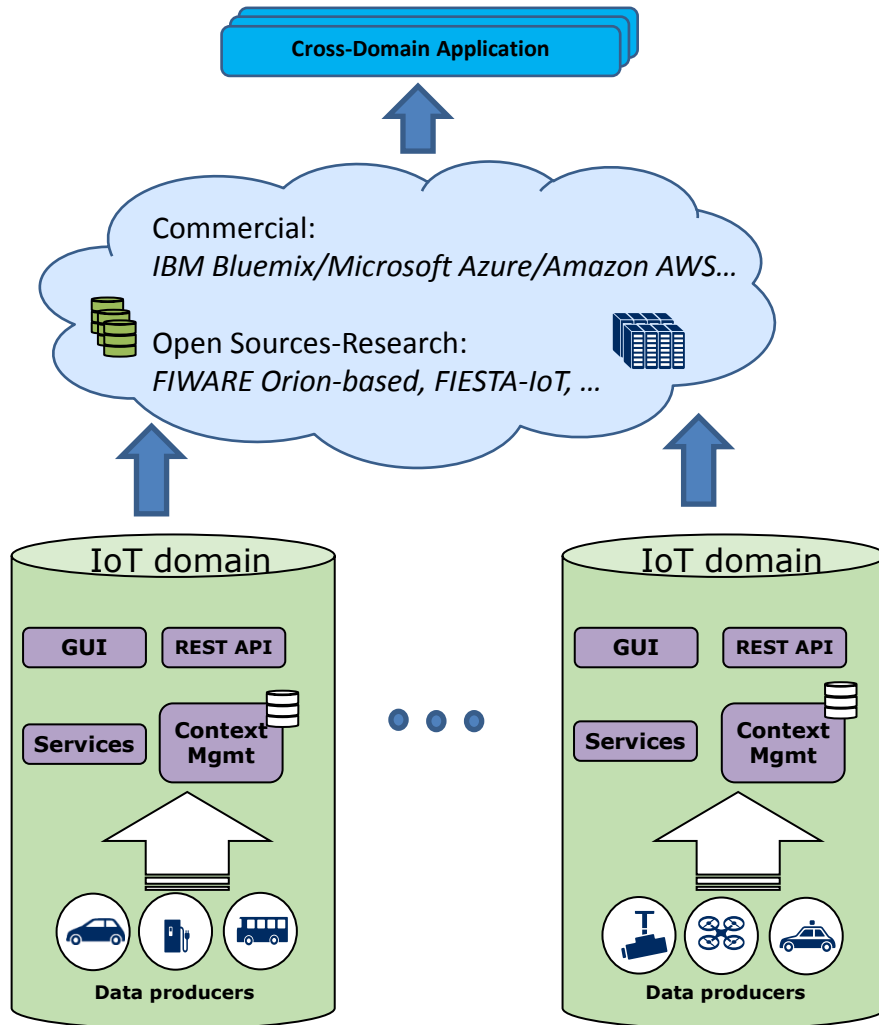 Cross-Domain Application
Commercial:
IBM Bluemix/Microsoft Azure/Amazon AWS...
Open Sources-Research:
FIWARE Orion-based, FIESTA-IoT, ...
IoT domain
GUI
REST API
Services
Context
Mgmt
Data producers
IoT domain
GUI
REST API
Services
Context
Mgmt
Data producers